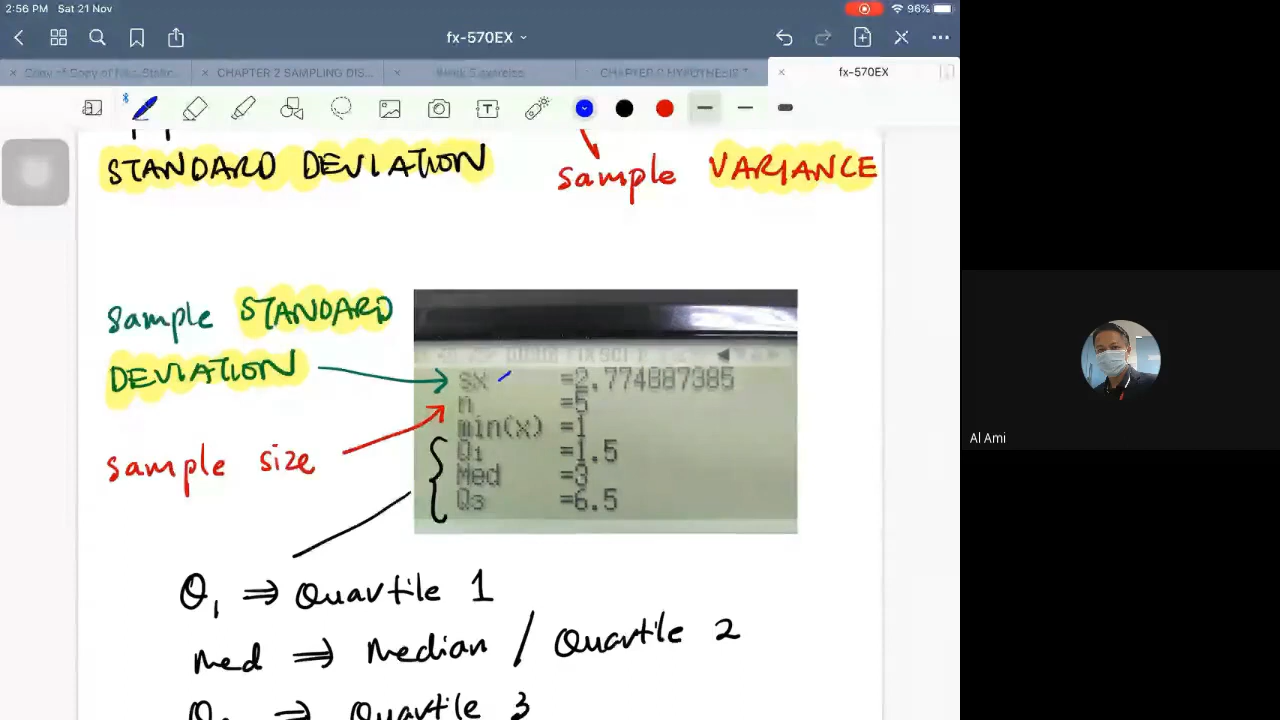 2:56 PM Sat 21 Nov
96%
fx-570EX
CHAPTER 2 SAMPLING DIS...
fx-570EX
STANDARD DEVIATION
sample VARIANCE
sample STANDARD
DEVIATION
sample size
sx =2.774887385
n =5
min(x) =1
Q1 =1.5
Med =3
Q3 =6.5
Q1 ⇒ Quartile 1
Med ⇒ Median / Quartile 2
⇒ Quartile 3
Al Ami